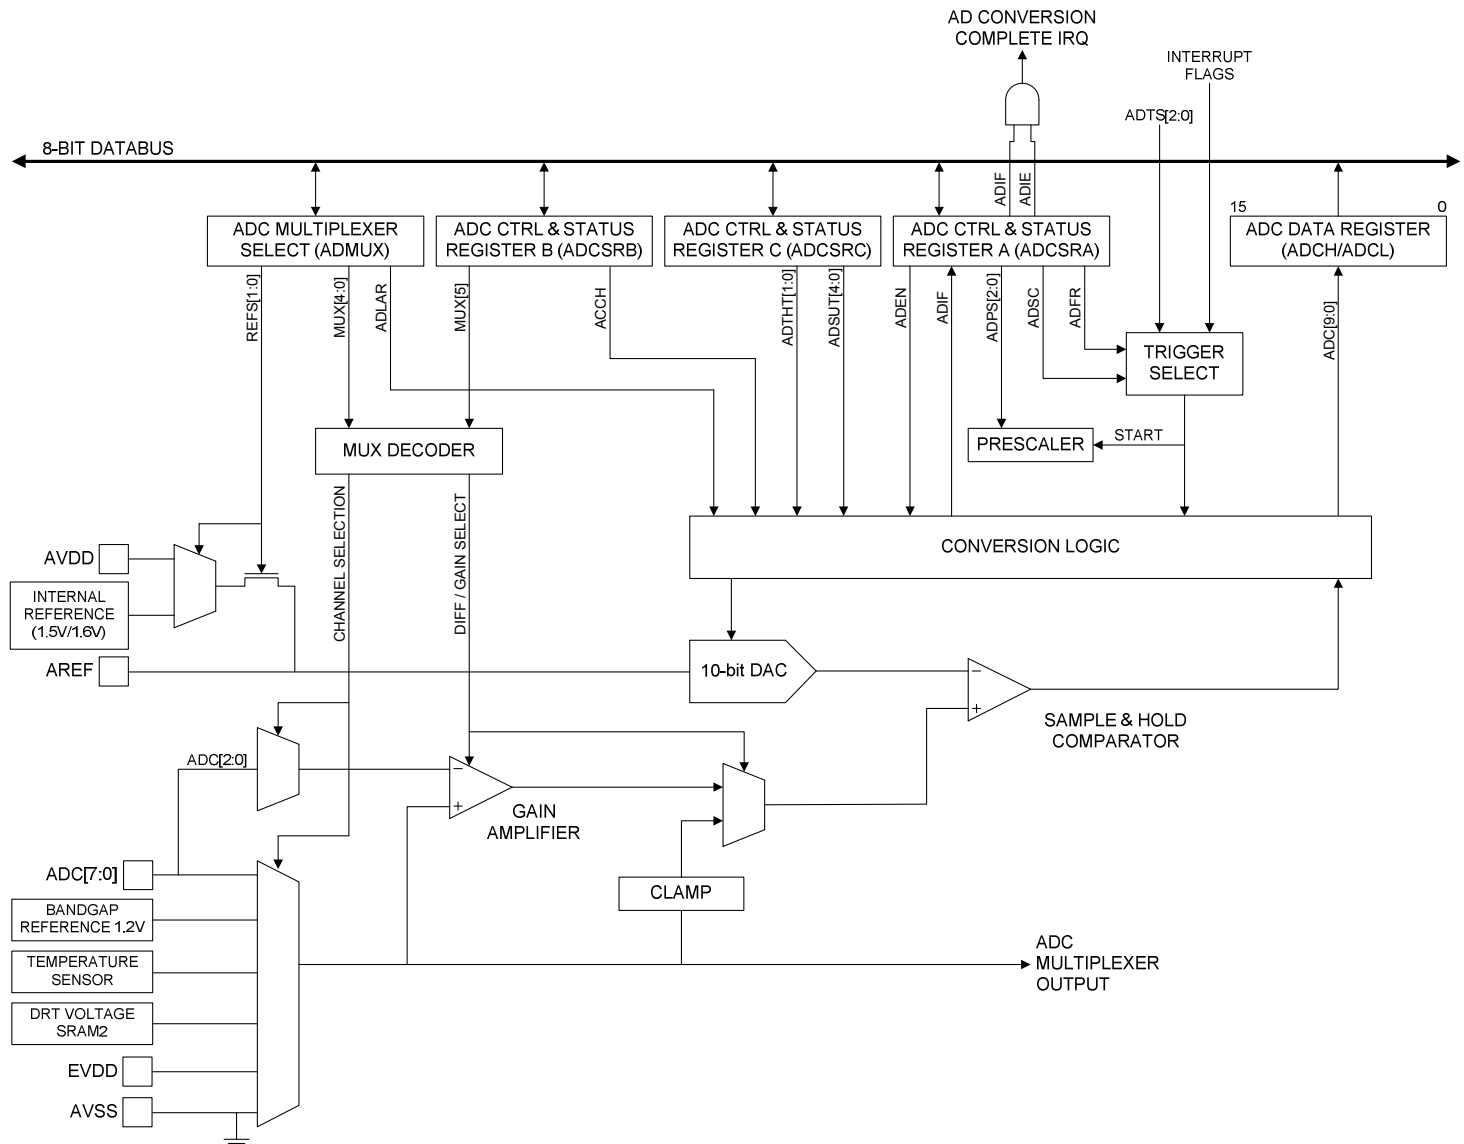 AD CONVERSION
COMPLETE IRQ
INTERRUPT
FLAGS
ADTS[2:0]
8-BIT DATABUS
ADIF
ADIE
15
0
ADC MULTIPLEXER
SELECT (ADMUX)
ADC CTRL & STATUS
REGISTER B (ADCSRB)
ADC CTRL & STATUS
REGISTER C (ADCSRC)
ADC CTRL & STATUS
REGISTER A (ADCSRA)
ADC DATA REGISTER
(ADCH/ADCL)
REFS[1:0]
MUX[4:0]
ADLAR
MUX[5]
ACCH
ADTHT[1:0]
ADSUT[4:0]
ADEN
ADIF
ADPS[2:0]
ADSC
ADFR
ADC[9:0]
TRIGGER
SELECT
MUX DECODER
PRESCALER
START
CHANNEL SELECTION
DIFF / GAIN SELECT
CONVERSION LOGIC
AVDD
INTERNAL
REFERENCE
(1.5V/1.6V)
AREF
10-bit DAC
−
+
SAMPLE & HOLD
COMPARATOR
ADC[2:0]
−
+
GAIN
AMPLIFIER
ADC[7:0]
CLAMP
BANDGAP
REFERENCE 1.2V
TEMPERATURE
SENSOR
ADC
MULTIPLEXER
OUTPUT
DRT VOLTAGE
SRAM2
EVDD
AVSS